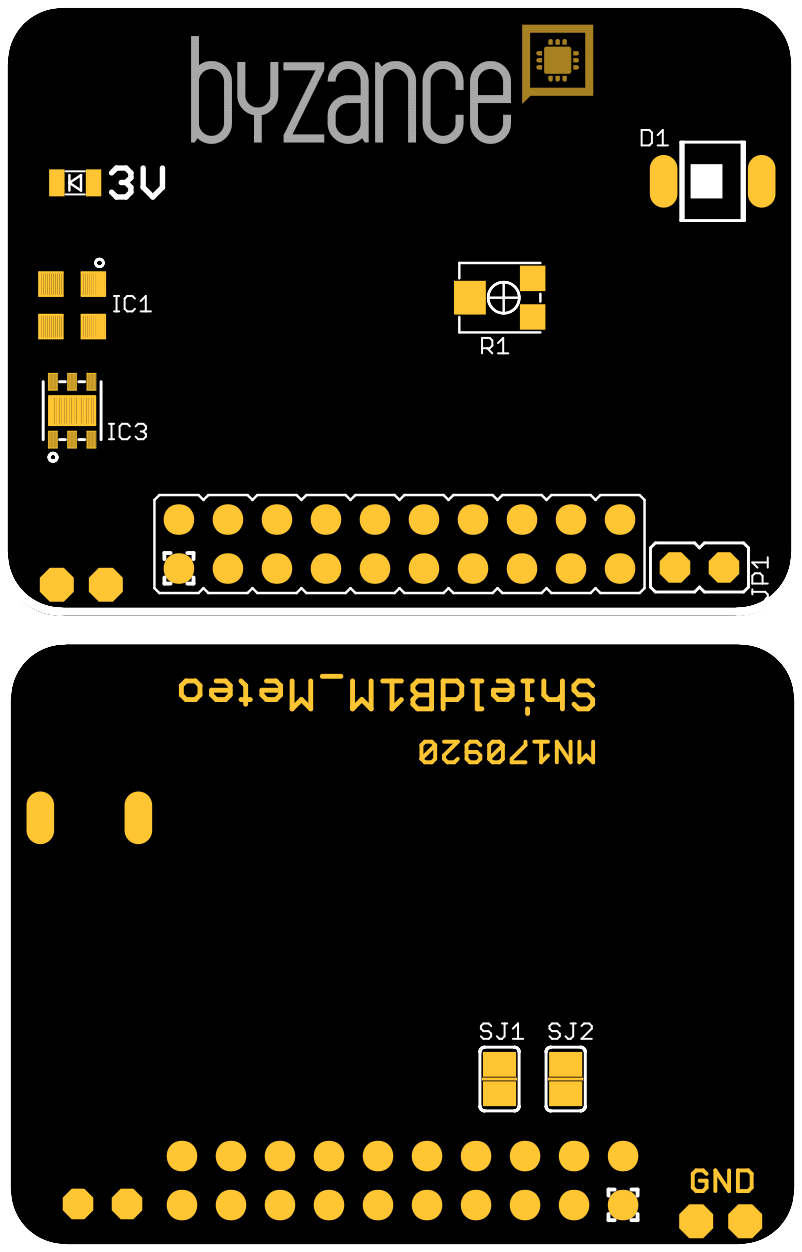 byzance
D1
3V
IC1
R1
IC3
JP1
ShieldB1M_Meteo
MN170920
SJ1 SJ2
GND